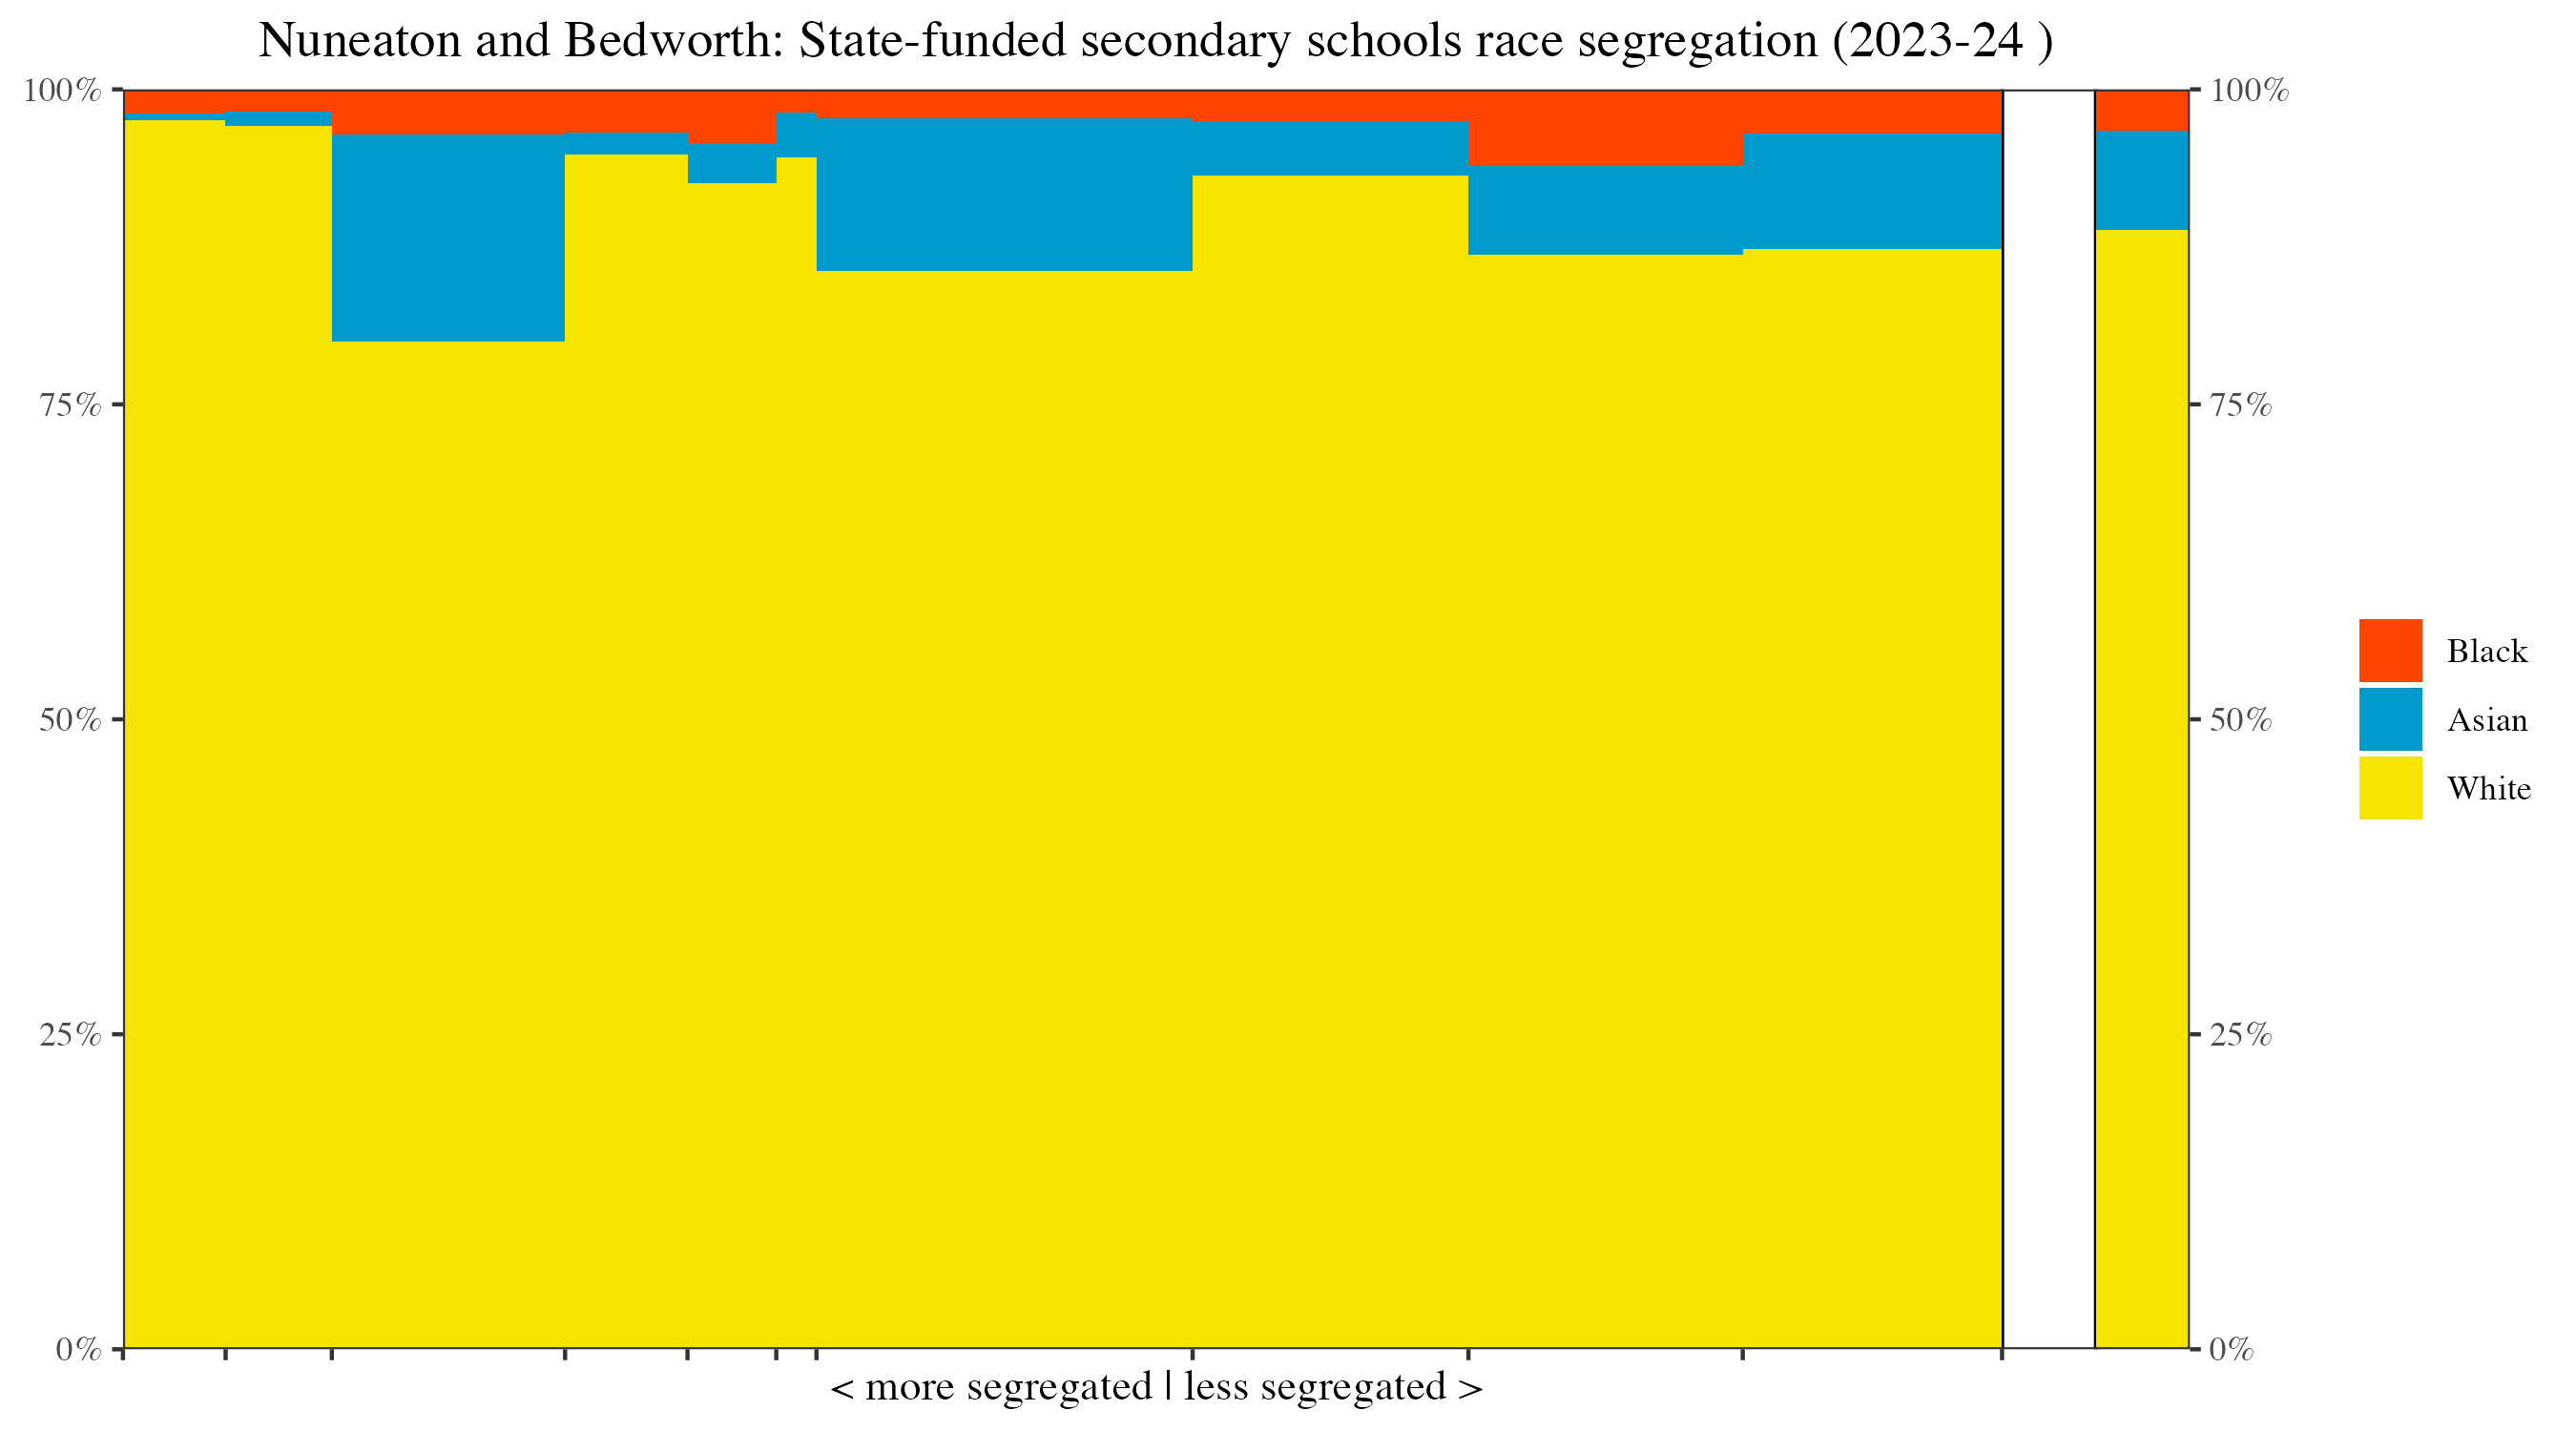 Nuneaton and Bedworth: State-funded secondary schools race segregation (2023-24 )
100%
75%
50%
25%
0%
100%
75%
50%
25%
0%
Black
Asian
White
< more segregated | less segregated >